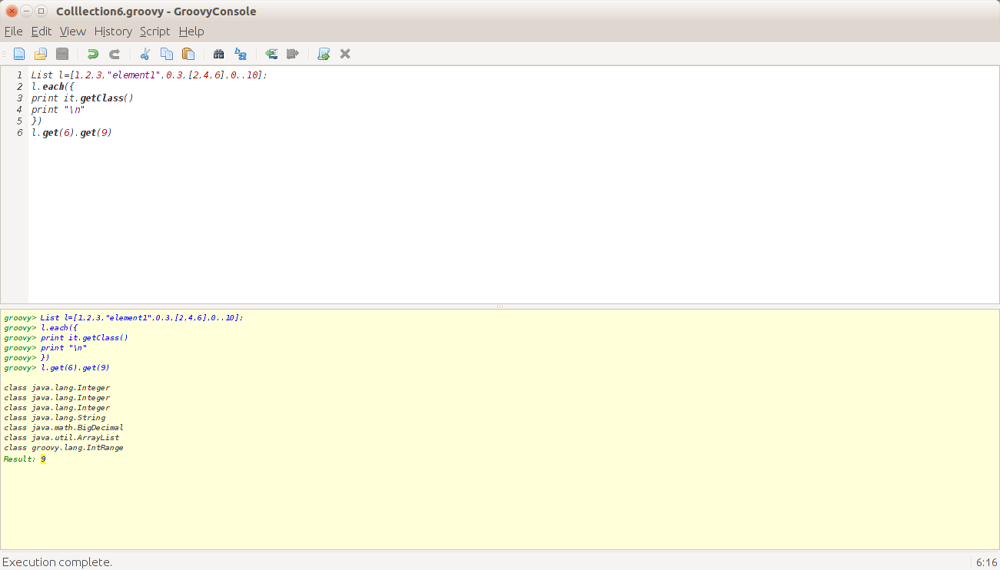 Colllection6.groovy - GroovyConsole
File Edit View History Script Help
1 List l=[1,2,3,"element1",0.3,[2,4,6],0..10];
2 l.each({
3 print it.getClass()
4 print "\n"
5 })
6 l.get(6).get(9)
groovy> List l=[1,2,3,"element1",0.3,[2,4,6],0..10];
groovy> l.each({
groovy> print it.getClass()
groovy> print "\n"
groovy> })
groovy> l.get(6).get(9)
class java.lang.Integer
class java.lang.Integer
class java.lang.Integer
class java.lang.String
class java.math.BigDecimal
class java.util.ArrayList
class groovy.lang.IntRange
Result: 9
Execution complete. 6:16